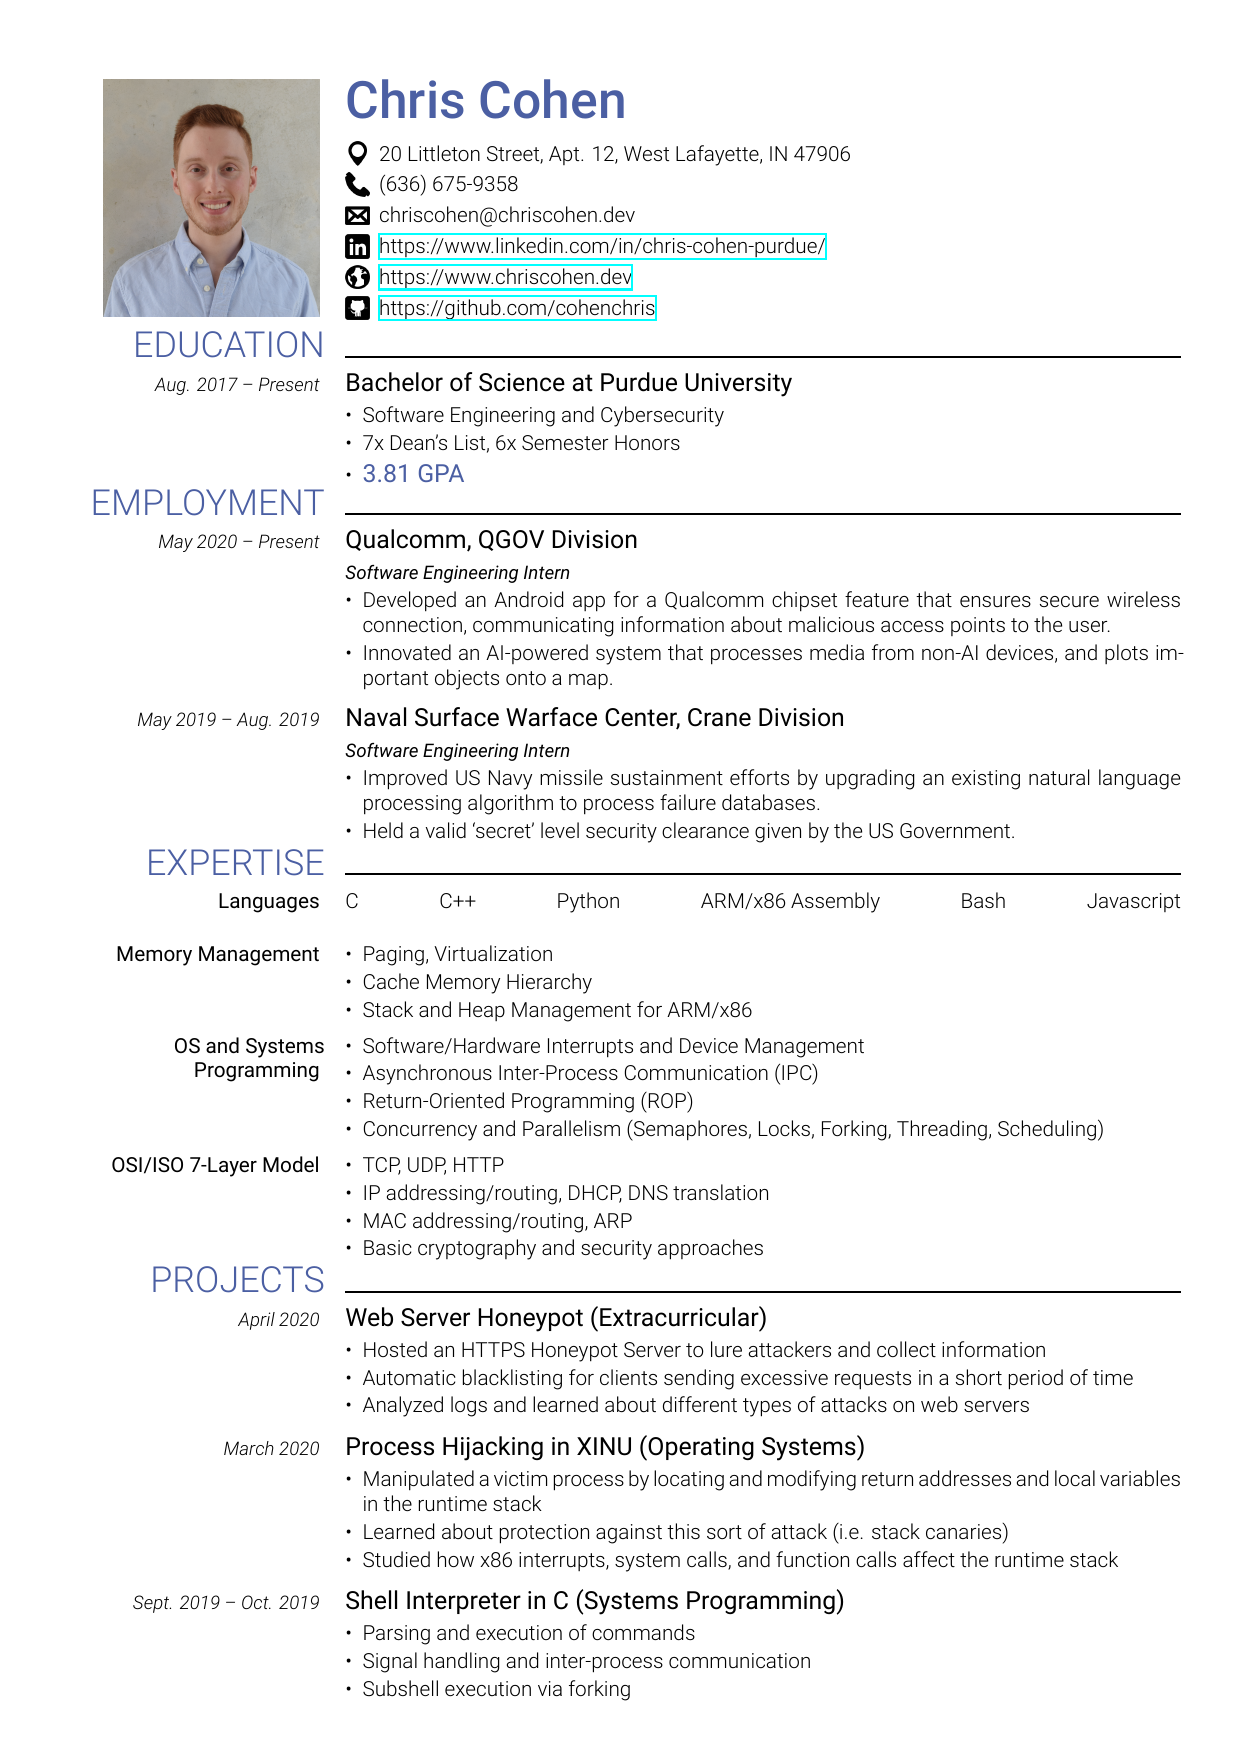 Chris Cohen
20 Littleton Street, Apt. 12, West Lafayette, IN 47906
(636) 675-9358
chriscohen@chriscohen.dev
https://www.linkedin.com/in/chris-cohen-purdue/
https://www.chriscohen.dev
https://github.com/cohenchris
EDUCATION
Aug. 2017 – Present
Bachelor of Science at Purdue University
• Software Engineering and Cybersecurity
• 7x Dean’s List, 6x Semester Honors
• 3.81 GPA
EMPLOYMENT
May 2020 – Present
Qualcomm, QGOV Division
Software Engineering Intern
• Developed an Android app for a Qualcomm chipset feature that ensures secure wireless
connection, communicating information about malicious access points to the user.
• Innovated an AI-powered system that processes media from non-AI devices, and plots im-
portant objects onto a map.
May 2019 – Aug. 2019
Naval Surface Warface Center, Crane Division
Software Engineering Intern
• Improved US Navy missile sustainment efforts by upgrading an existing natural language
processing algorithm to process failure databases.
• Held a valid ‘secret’ level security clearance given by the US Government.
EXPERTISE
Languages
C C++ Python ARM/x86 Assembly Bash Javascript
Memory Management
• Paging, Virtualization
• Cache Memory Hierarchy
• Stack and Heap Management for ARM/x86
OS and Systems
Programming
• Software/Hardware Interrupts and Device Management
• Asynchronous Inter-Process Communication (IPC)
• Return-Oriented Programming (ROP)
• Concurrency and Parallelism (Semaphores, Locks, Forking, Threading, Scheduling)
OSI/ISO 7-Layer Model
• TCP, UDP, HTTP
• IP addressing/routing, DHCP, DNS translation
• MAC addressing/routing, ARP
• Basic cryptography and security approaches
PROJECTS
April 2020
Web Server Honeypot (Extracurricular)
• Hosted an HTTPS Honeypot Server to lure attackers and collect information
• Automatic blacklisting for clients sending excessive requests in a short period of time
• Analyzed logs and learned about different types of attacks on web servers
March 2020
Process Hijacking in XINU (Operating Systems)
• Manipulated a victim process by locating and modifying return addresses and local variables
in the runtime stack
• Learned about protection against this sort of attack (i.e. stack canaries)
• Studied how x86 interrupts, system calls, and function calls affect the runtime stack
Sept. 2019 – Oct. 2019
Shell Interpreter in C (Systems Programming)
• Parsing and execution of commands
• Signal handling and inter-process communication
• Subshell execution via forking